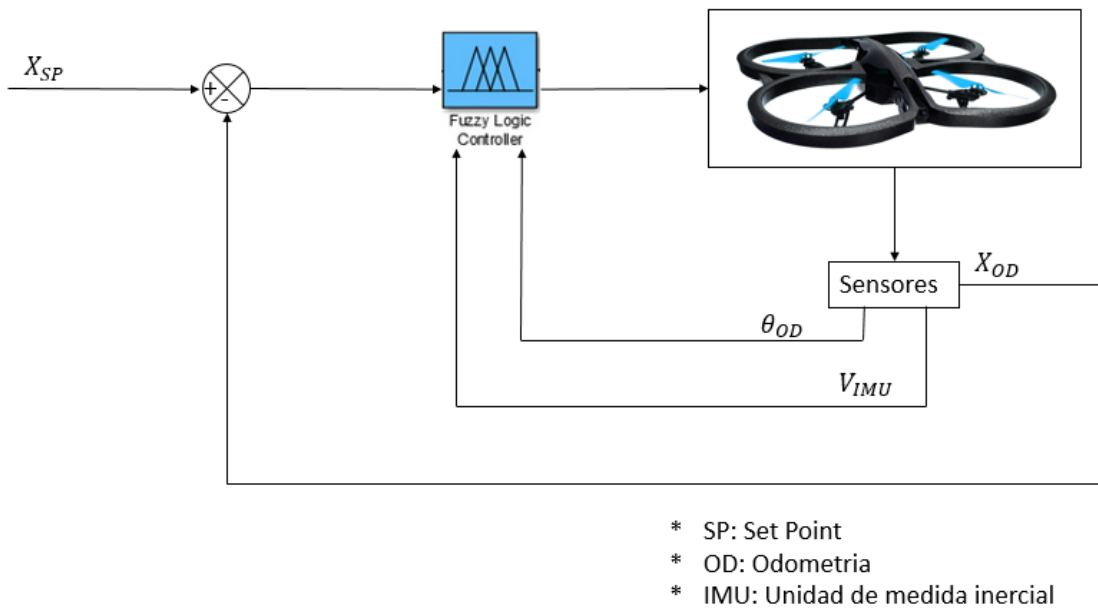 X_SP
+
-
Fuzzy Logic
Controller
Sensores
X_OD
θ_OD
V_IMU
* SP: Set Point
* OD: Odometria
* IMU: Unidad de medida inercial